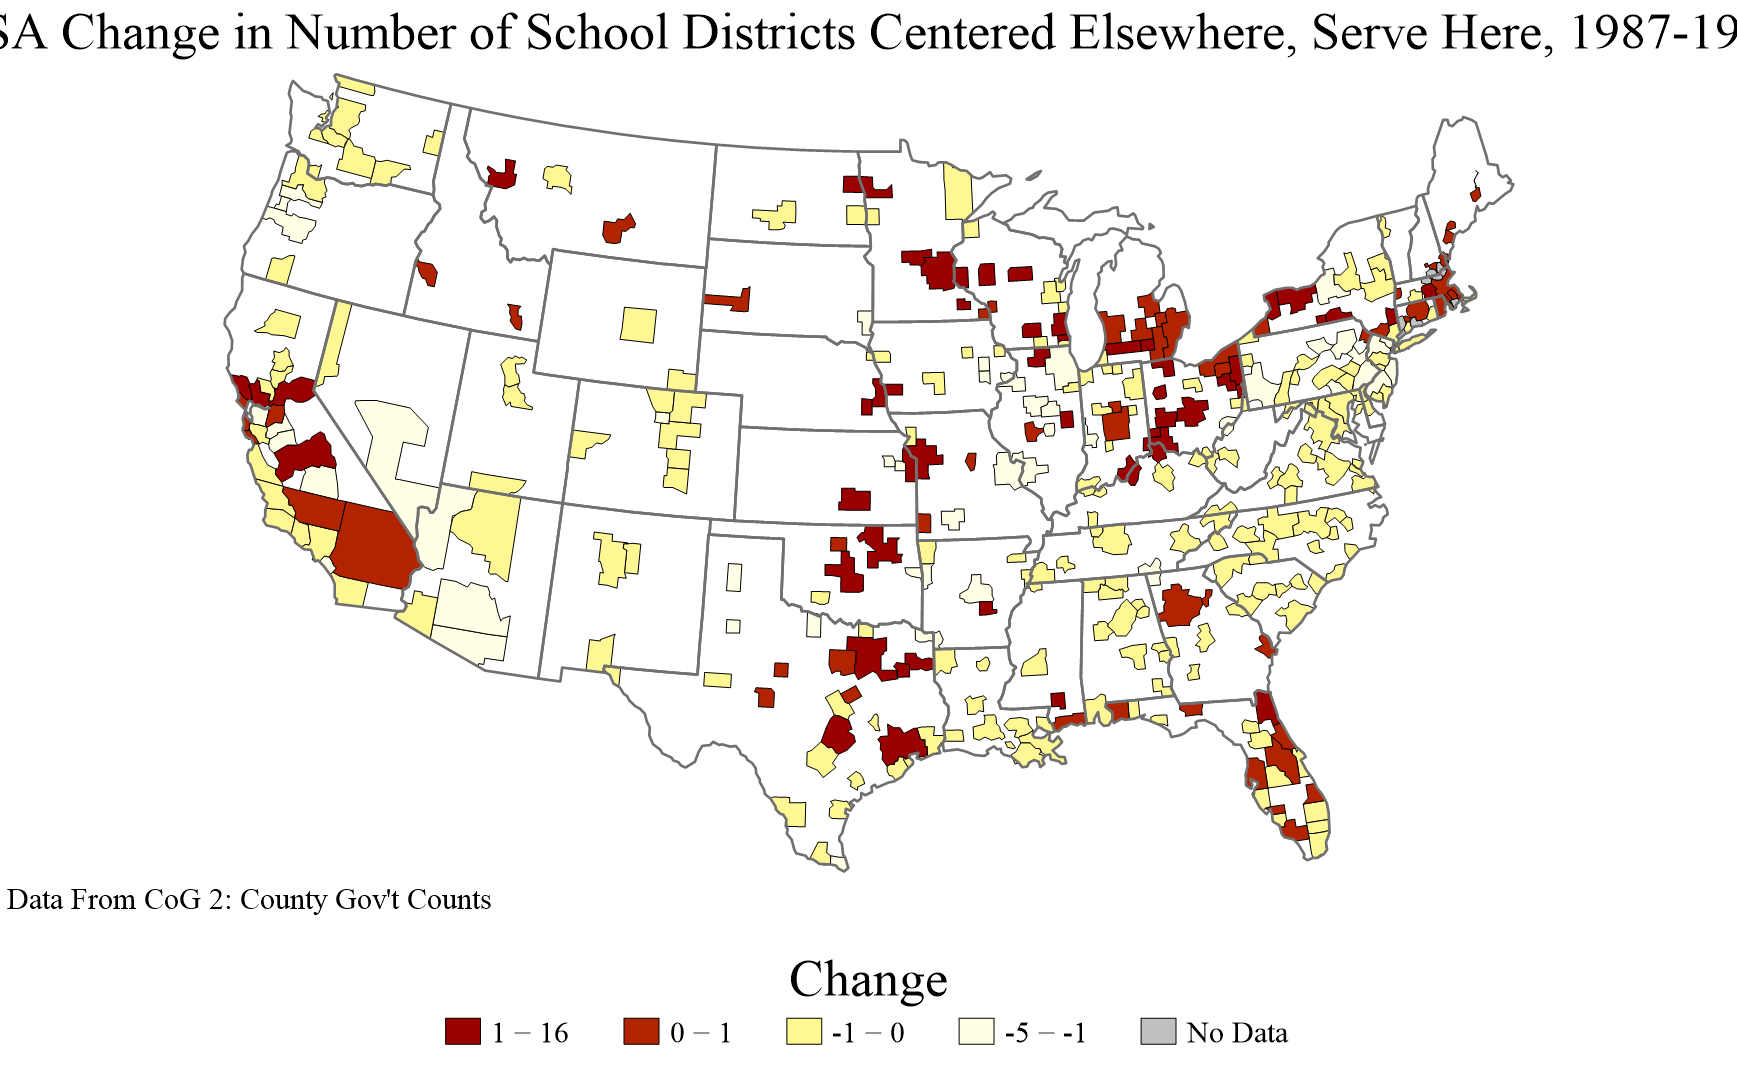 SA Change in Number of School Districts Centered Elsewhere, Serve Here, 1987-19
Data From CoG 2: County Gov't Counts
Change
1 – 16
0 – 1
-1 – 0
-5 – -1
No Data